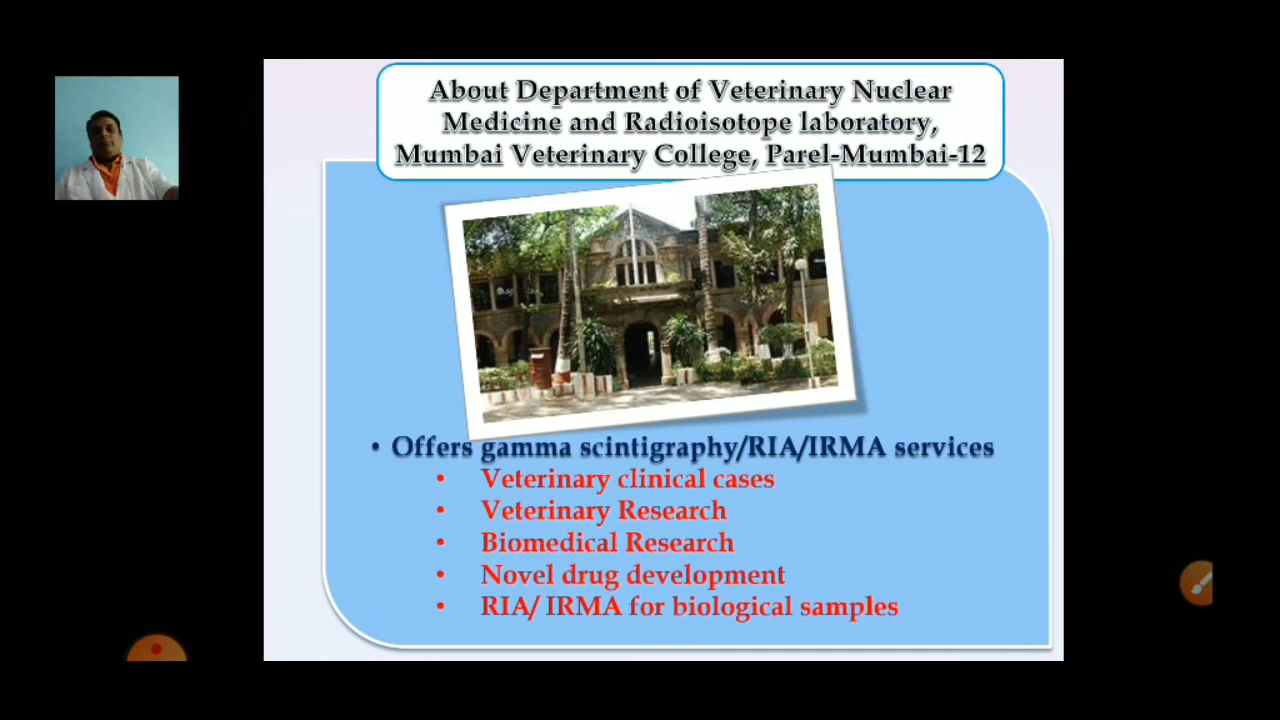 About Department of Veterinary Nuclear
Medicine and Radioisotope laboratory,
Mumbai Veterinary College, Parel-Mumbai-12
• Offers gamma scintigraphy/RIA/IRMA services
• Veterinary clinical cases
• Veterinary Research
• Biomedical Research
• Novel drug development
• RIA/ IRMA for biological samples